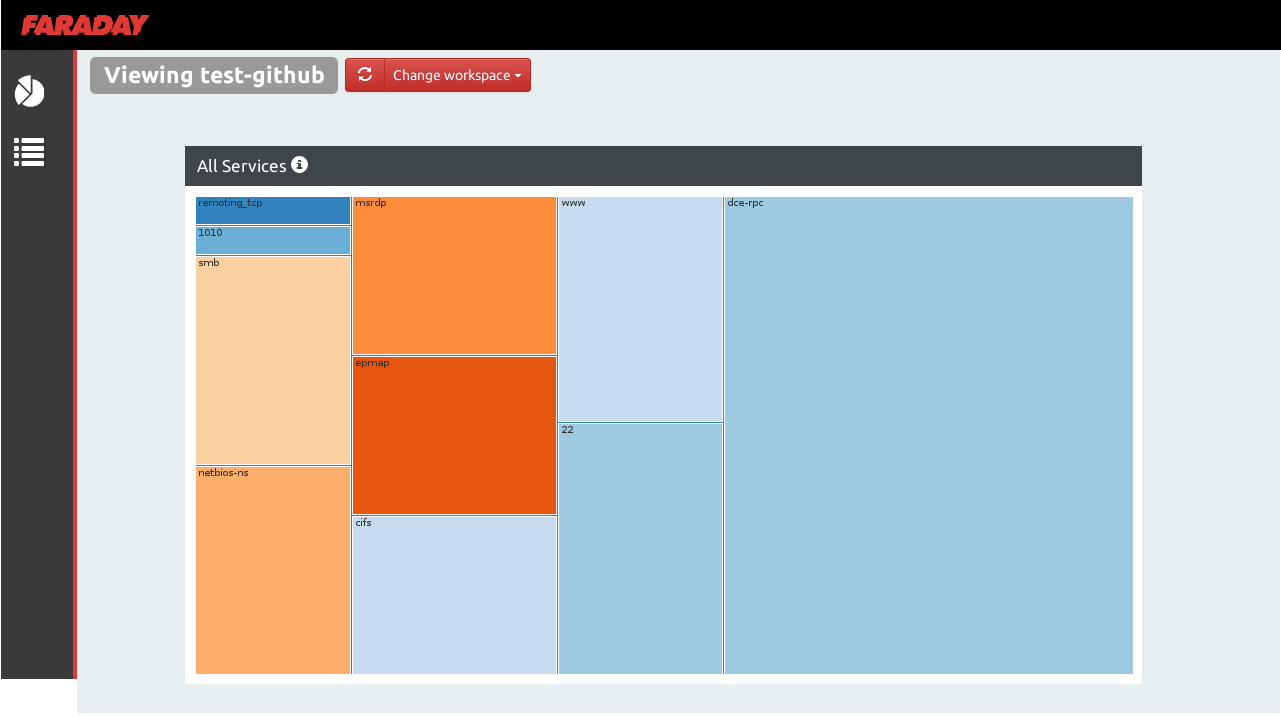 FARADAY
Viewing test-github
Change workspace
All Services
remoting_tcp
1010
smb
netbios-ns
msrdp
epmap
cifs
www
22
dce-rpc